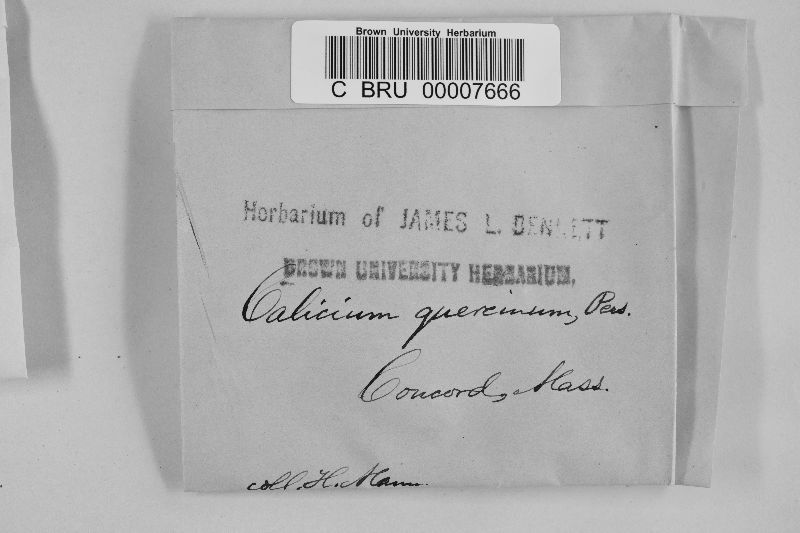 Brown University Herbarium
C BRU 00007666
Herbarium of JAMES L. BENNETT
BROWN UNIVERSITY HERBARIUM.
Calicium quercinum, Pers.
Concord, Mass.
coll. H. Mann.